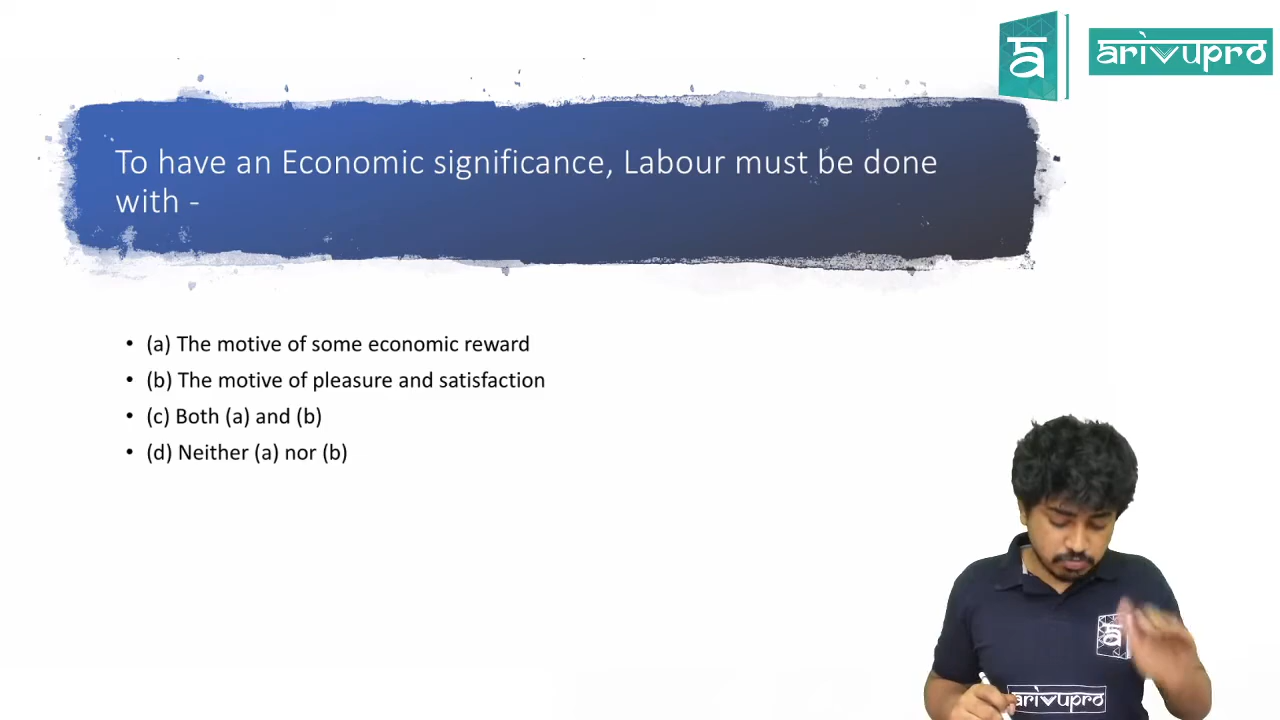 ā
arivupro
To have an Economic significance, Labour must be done
with -
• (a) The motive of some economic reward
• (b) The motive of pleasure and satisfaction
• (c) Both (a) and (b)
• (d) Neither (a) nor (b)
ā
arivupro